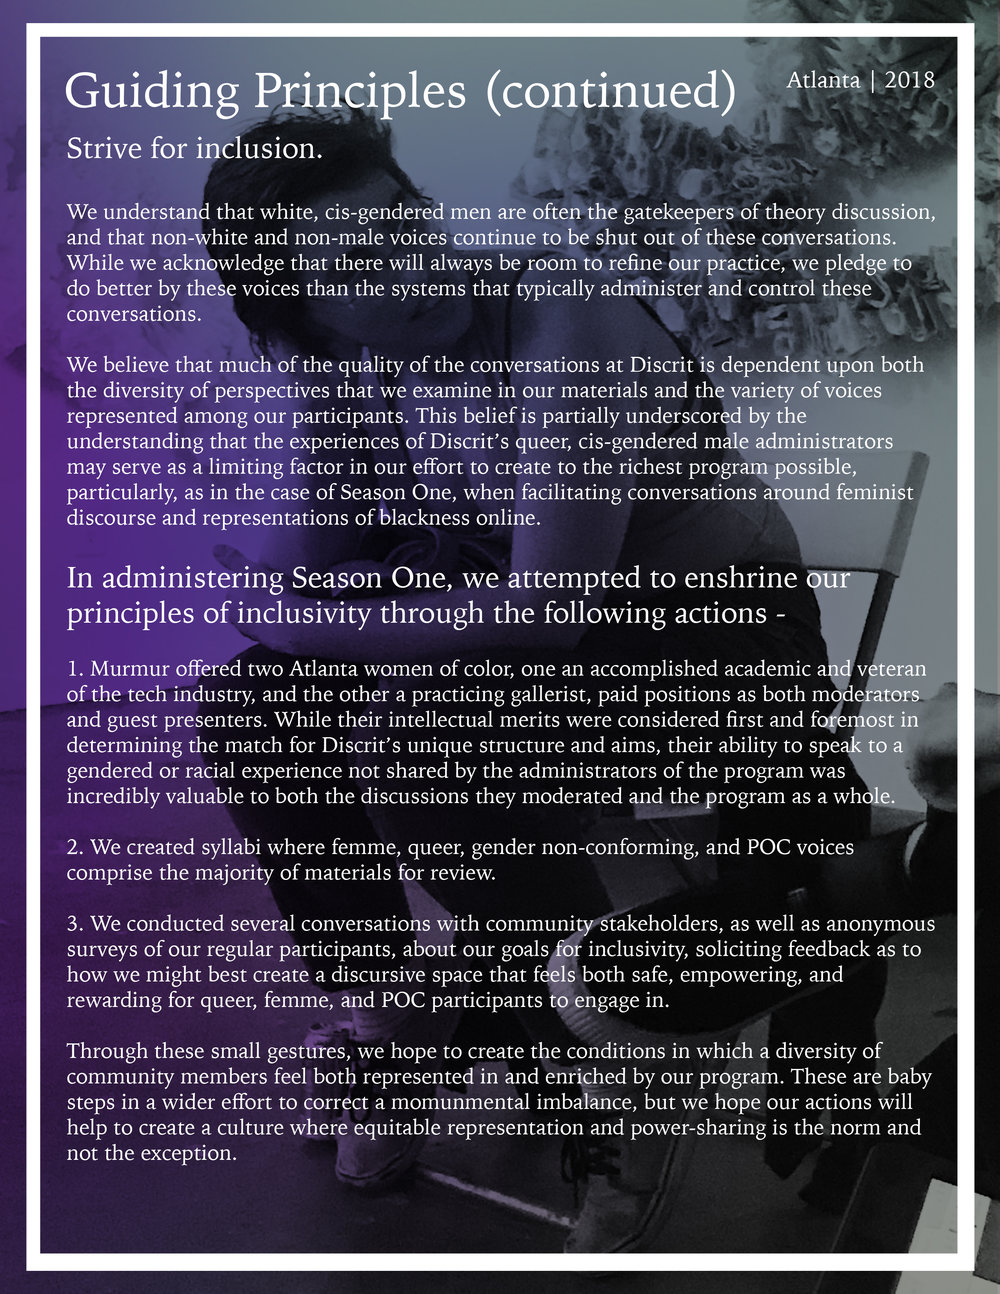 Guiding Principles (continued)
Atlanta | 2018
Strive for inclusion.
We understand that white, cis-gendered men are often the gatekeepers of theory discussion,
and that non-white and non-male voices continue to be shut out of these conversations.
While we acknowledge that there will always be room to refine our practice, we pledge to
do better by these voices than the systems that typically administer and control these
conversations.
We believe that much of the quality of the conversations at Discrit is dependent upon both
the diversity of perspectives that we examine in our materials and the variety of voices
represented among our participants. This belief is partially underscored by the
understanding that the experiences of Discrit’s queer, cis-gendered male administrators
may serve as a limiting factor in our effort to create to the richest program possible,
particularly, as in the case of Season One, when facilitating conversations around feminist
discourse and representations of blackness online.
In administering Season One, we attempted to enshrine our
principles of inclusivity through the following actions -
1. Murmur offered two Atlanta women of color, one an accomplished academic and veteran
of the tech industry, and the other a practicing gallerist, paid positions as both moderators
and guest presenters. While their intellectual merits were considered first and foremost in
determining the match for Discrit’s unique structure and aims, their ability to speak to a
gendered or racial experience not shared by the administrators of the program was
incredibly valuable to both the discussions they moderated and the program as a whole.
2. We created syllabi where femme, queer, gender non-conforming, and POC voices
comprise the majority of materials for review.
3. We conducted several conversations with community stakeholders, as well as anonymous
surveys of our regular participants, about our goals for inclusivity, soliciting feedback as to
how we might best create a discursive space that feels both safe, empowering, and
rewarding for queer, femme, and POC participants to engage in.
Through these small gestures, we hope to create the conditions in which a diversity of
community members feel both represented in and enriched by our program. These are baby
steps in a wider effort to correct a momunmental imbalance, but we hope our actions will
help to create a culture where equitable representation and power-sharing is the norm and
not the exception.